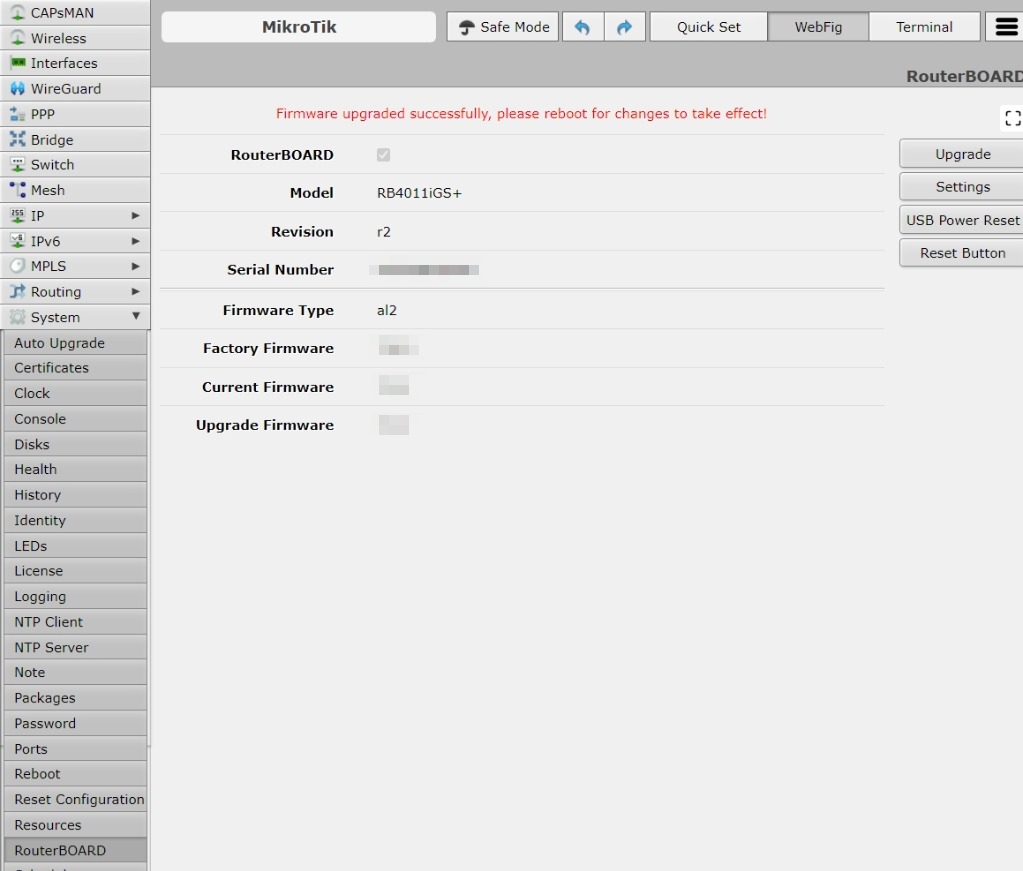 CAPsMAN
Wireless
Interfaces
WireGuard
PPP
Bridge
Switch
Mesh
IP
IPv6
MPLS
Routing
System
Auto Upgrade
Certificates
Clock
Console
Disks
Health
History
Identity
LEDs
License
Logging
NTP Client
NTP Server
Note
Packages
Password
Ports
Reboot
Reset Configuration
Resources
RouterBOARD
MikroTik Safe Mode Quick Set WebFig Terminal
RouterBOARD
Firmware upgraded successfully, please reboot for changes to take effect!
RouterBOARD
Model RB4011iGS+
Revision r2
Serial Number
Firmware Type al2
Factory Firmware
Current Firmware
Upgrade Firmware
Upgrade
Settings
USB Power Reset
Reset Button